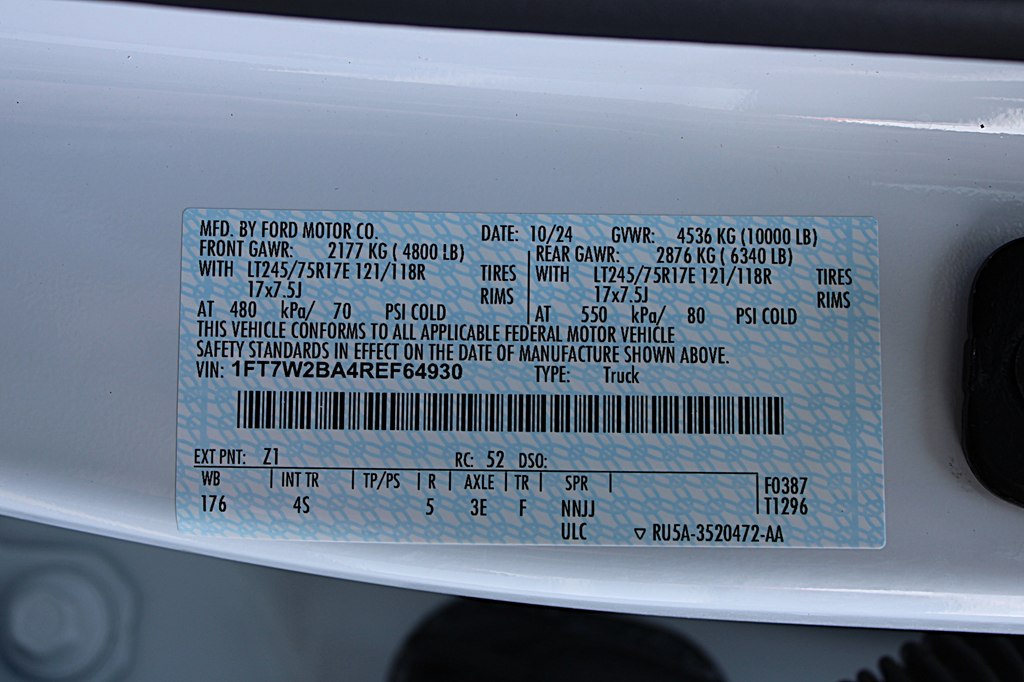 MFD. BY FORD MOTOR CO. DATE: 10/24 GVWR: 4536 KG (10000 LB)
FRONT GAWR: 2177 KG ( 4800 LB) REAR GAWR: 2876 KG ( 6340 LB)
WITH LT245/75R17E 121/118R TIRES WITH LT245/75R17E 121/118R TIRES
17x7.5J RIMS 17x7.5J RIMS
AT 480 kPa/ 70 PSI COLD AT 550 kPa/ 80 PSI COLD
THIS VEHICLE CONFORMS TO ALL APPLICABLE FEDERAL MOTOR VEHICLE
SAFETY STANDARDS IN EFFECT ON THE DATE OF MANUFACTURE SHOWN ABOVE.
VIN: 1FT7W2BA4REF64930 TYPE: Truck
EXT PNT: Z1 RC: 52 DSO:
WB | INT TR | TP/PS | R | AXLE | TR | SPR | F0387
176 4S 5 3E F NNJJ T1296
ULC ▽ RU5A-3520472-AA